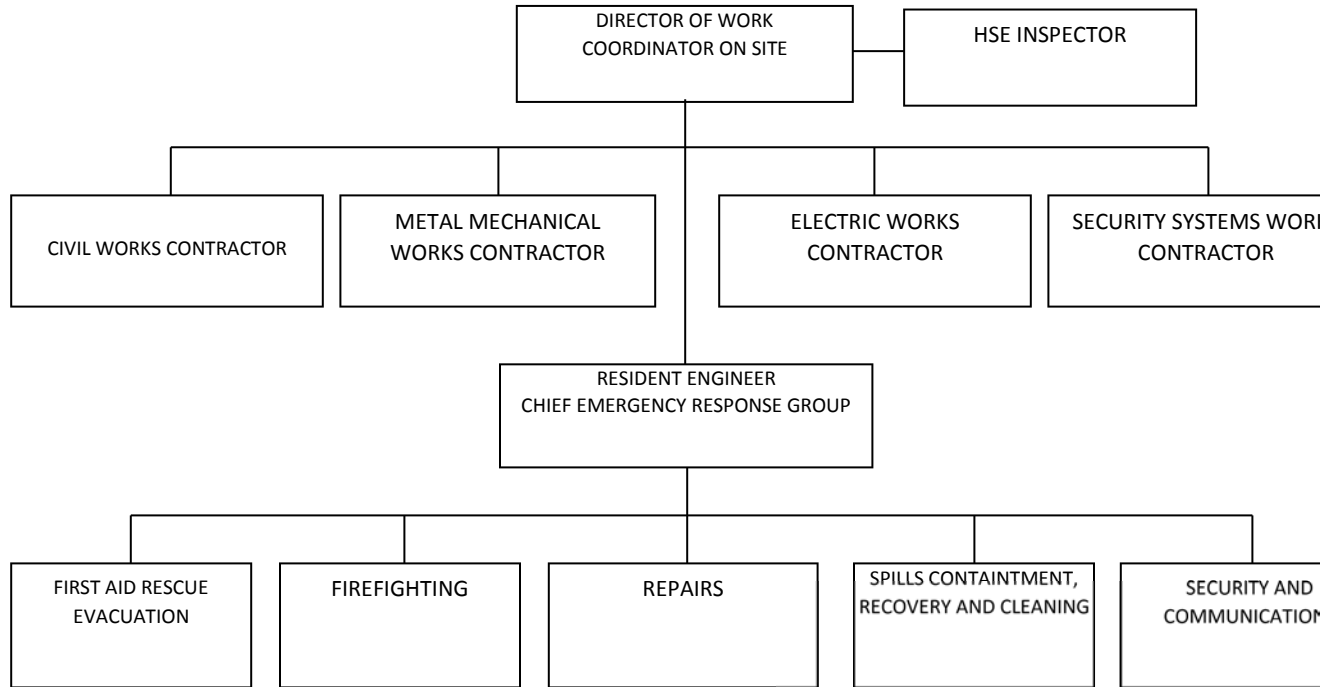 DIRECTOR OF WORK
COORDINATOR ON SITE
HSE INSPECTOR
CIVIL WORKS CONTRACTOR
METAL MECHANICAL
WORKS CONTRACTOR
ELECTRIC WORKS
CONTRACTOR
SECURITY SYSTEMS
CONTRACTOR
RESIDENT ENGINEER
CHIEF EMERGENCY RESPONSE GROUP
FIRST AID RESCUE
EVACUATION
FIREFIGHTING
REPAIRS
SPILLS CONTAINTMENT,
RECOVERY AND CLEANING
SECURITY AND